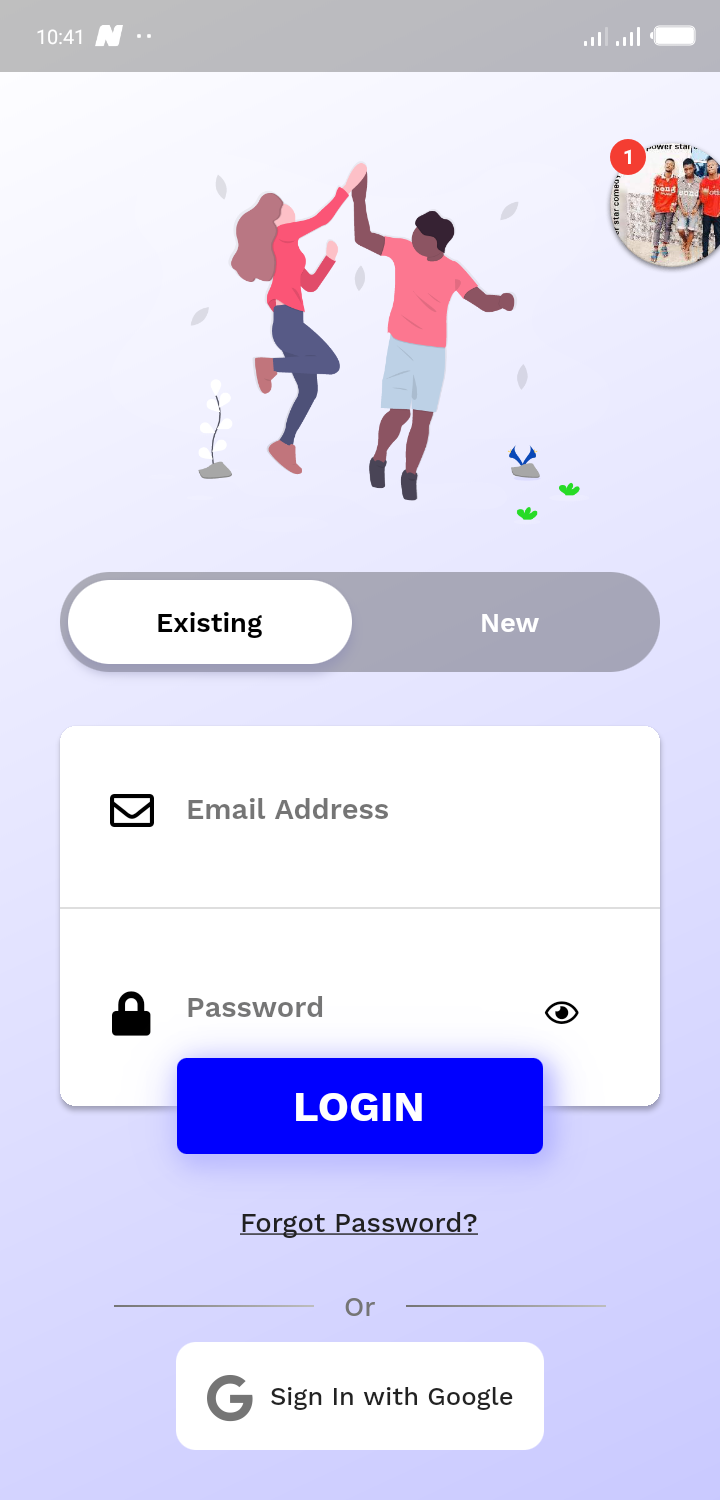 10:41
1
power star
er star comedy
Existing
New
Email Address
Password
LOGIN
Forgot Password?
Or
Sign In with Google